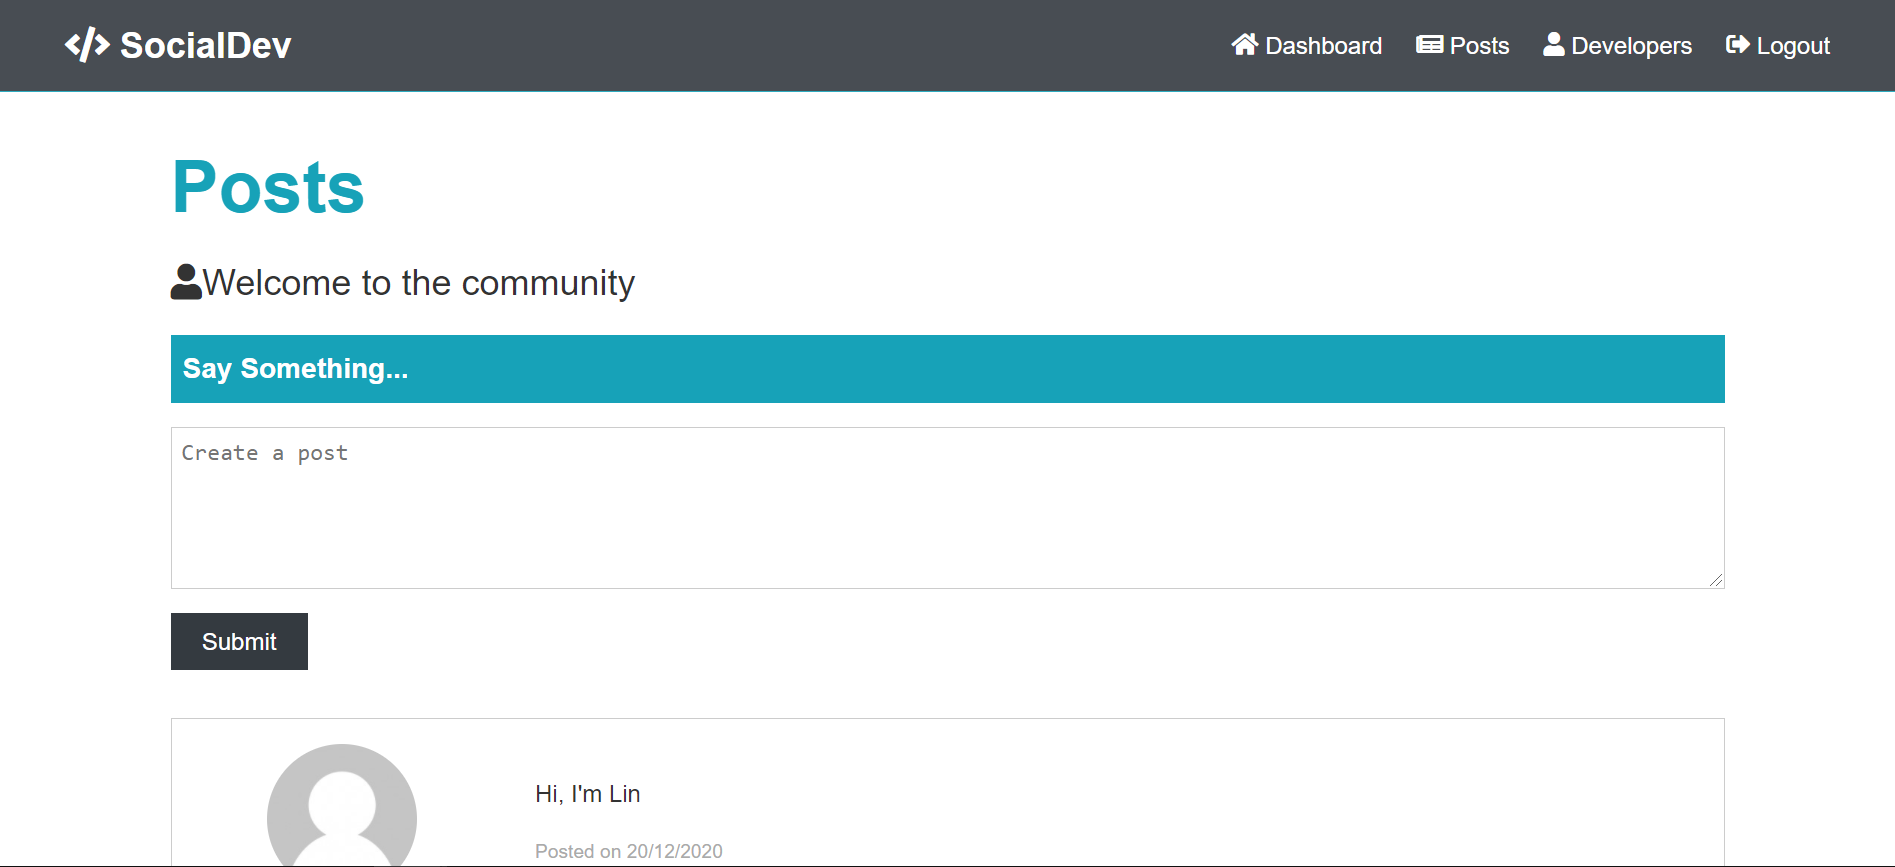 </> SocialDev
Dashboard Posts Developers Logout
Posts
Welcome to the community
Say Something...
Create a post
Submit
Hi, I'm Lin
Posted on 20/12/2020